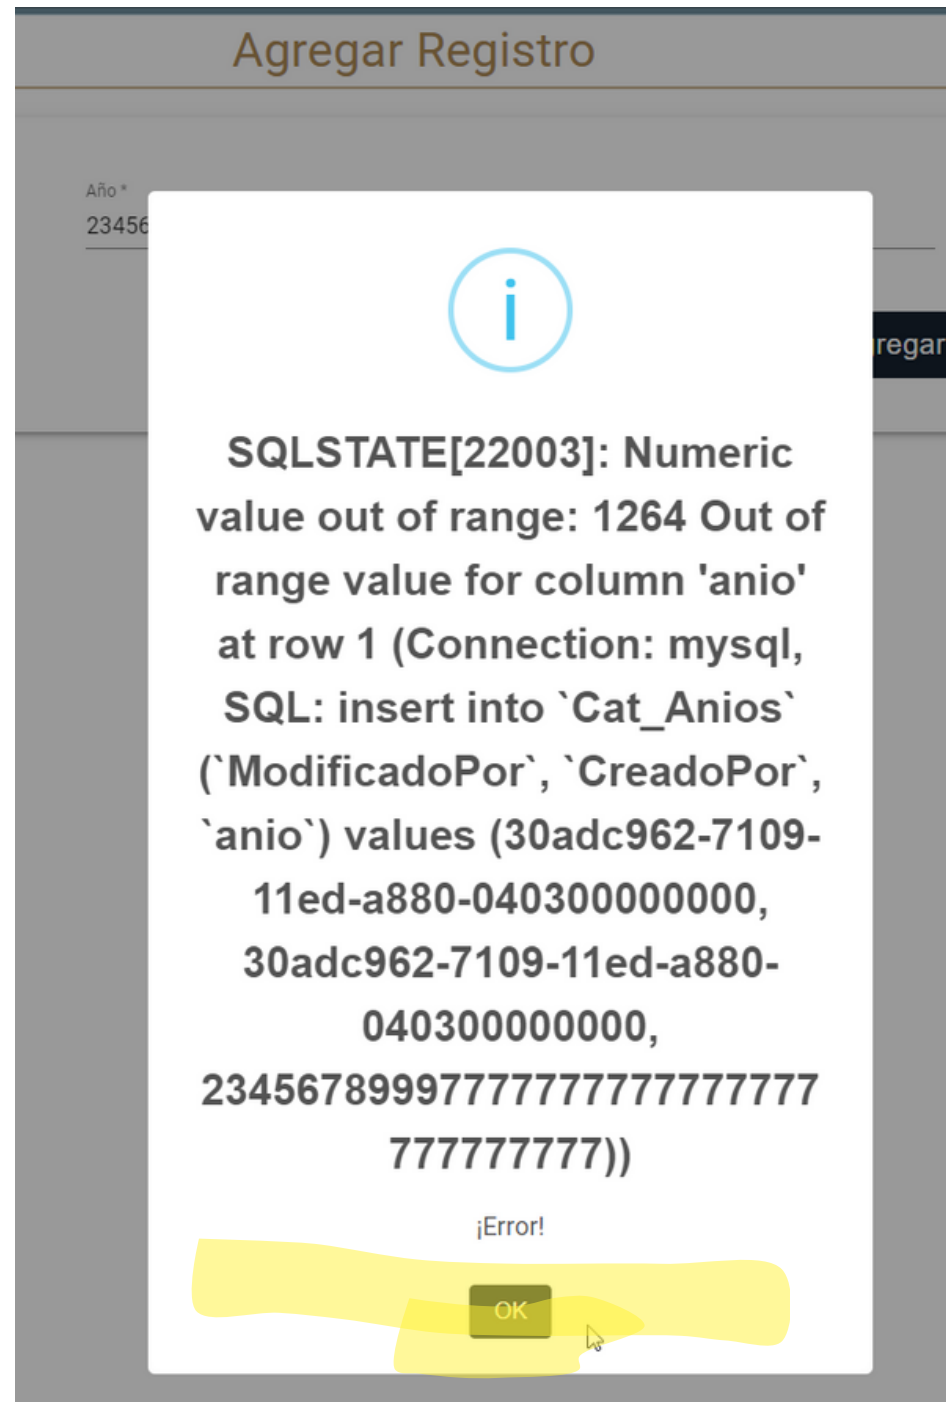 Agregar Registro
Año *
23456
regar
i
SQLSTATE[22003]: Numeric
value out of range: 1264 Out of
range value for column 'anio'
at row 1 (Connection: mysql,
SQL: insert into `Cat_Anios`
(`ModificadoPor`, `CreadoPor`,
`anio`) values (30adc962-7109-
11ed-a880-040300000000,
30adc962-7109-11ed-a880-
040300000000,
2345678999777777777777777
777777777))
¡Error!
OK